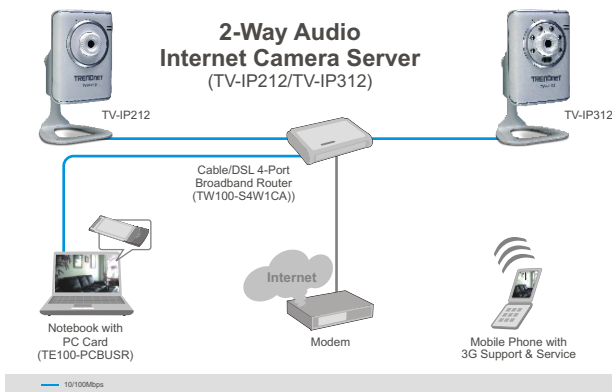 2-Way Audio
Internet Camera Server
(TV-IP212/TV-IP312)
TRENDnet
TRENDnet
TV-IP212
TV-IP312
Cable/DSL 4-Port
Broadband Router
(TW100-S4W1CA))
Internet
Notebook with
PC Card
(TE100-PCBUSR)
Modem
Mobile Phone with
3G Support & Service
10/100Mbps